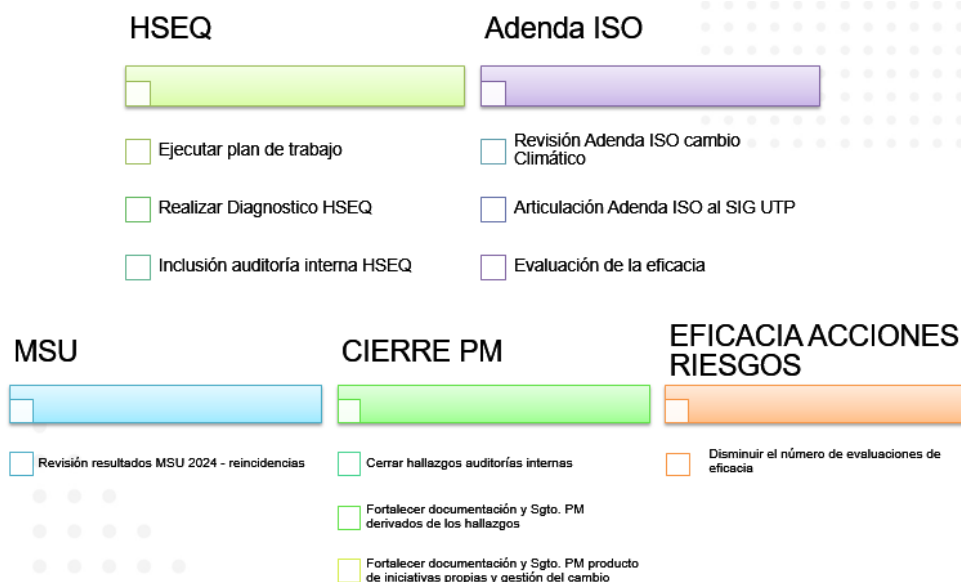 HSEQ
Ejecutar plan de trabajo
Realizar Diagnostico HSEQ
Inclusión auditoría interna HSEQ
Adenda ISO
Revisión Adenda ISO cambio
Climático
Articulación Adenda ISO al SIG UTP
Evaluación de la eficacia
MSU
Revisión resultados MSU 2024 - reincidencias
CIERRE PM
Cerrar hallazgos auditorías internas
Fortalecer documentación y Sgto. PM
derivados de los hallazgos
Fortalecer documentación y Sgto. PM producto
de iniciativas propias y gestión del cambio
EFICACIA ACCIONES
RIESGOS
Disminuir el número de evaluaciones de
eficacia